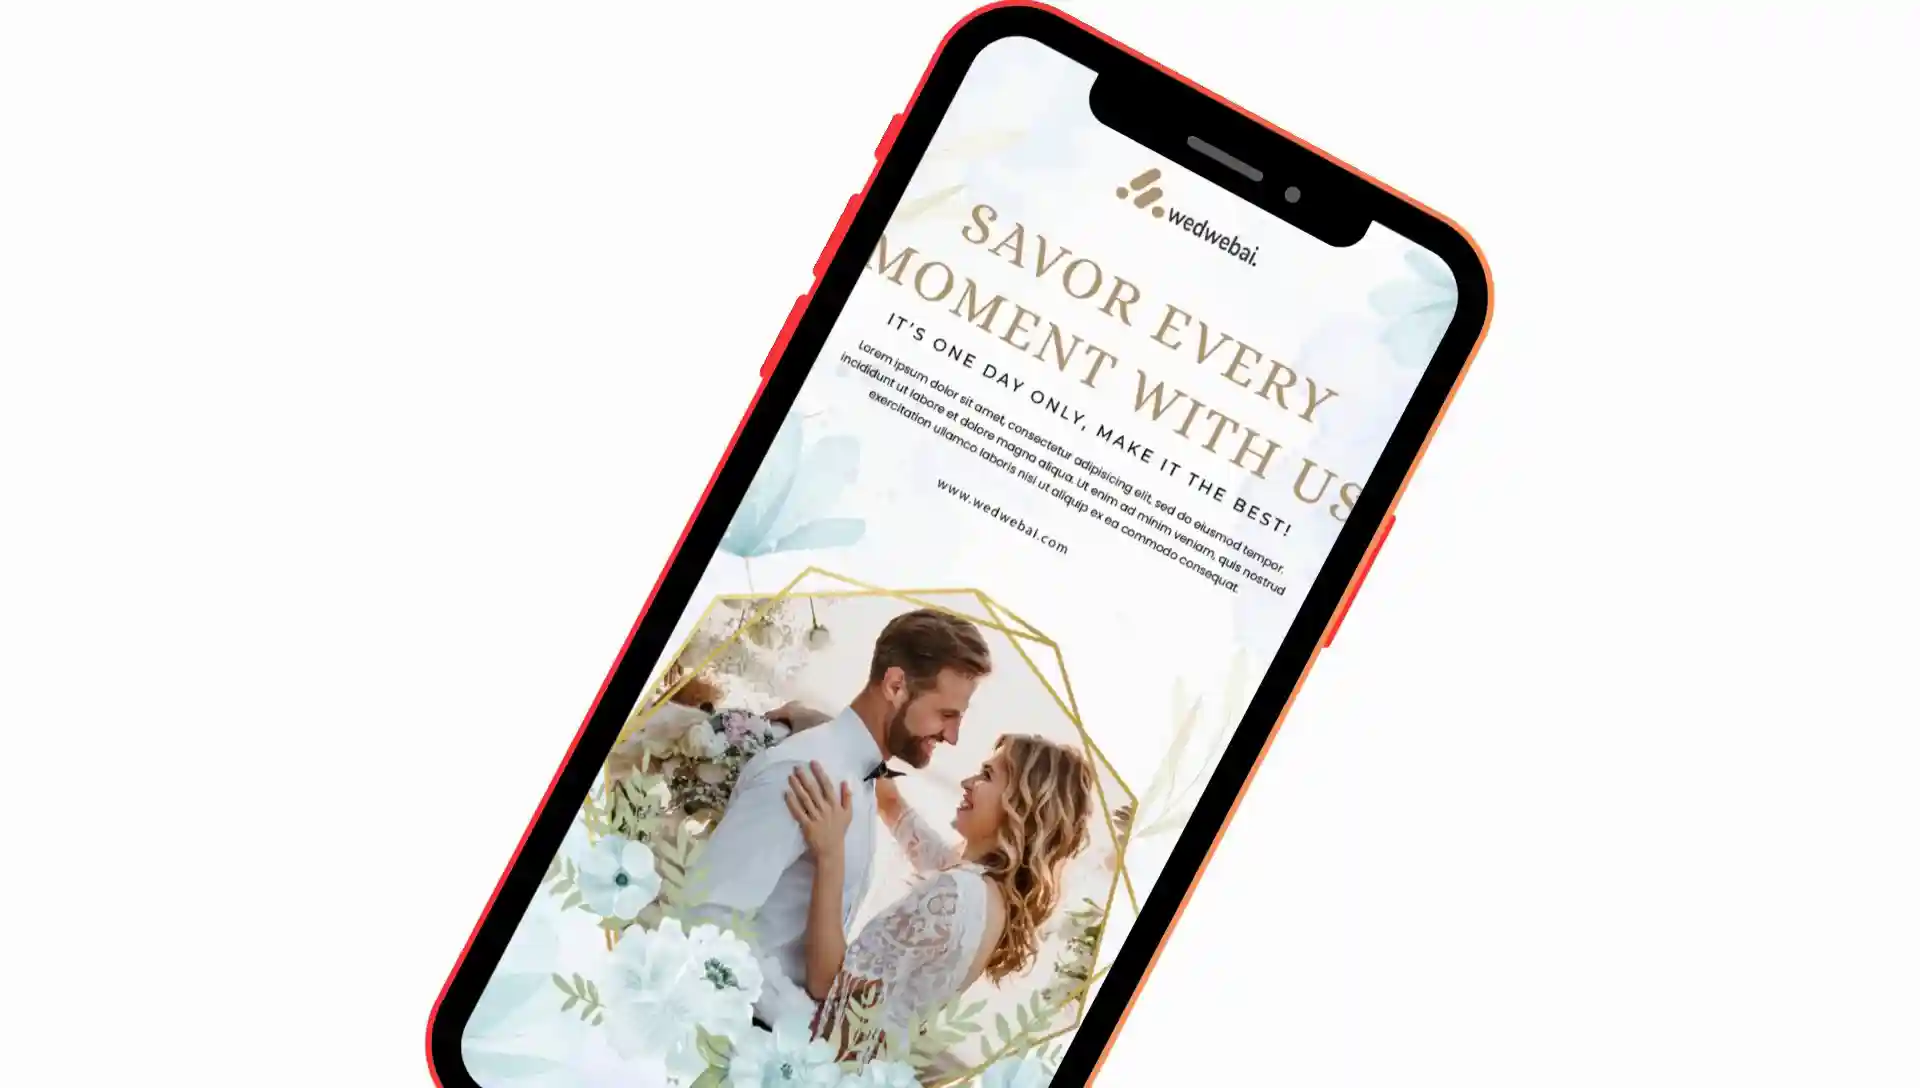 wedwebai.
SAVOR EVERY
MOMENT WITH US
IT'S ONE DAY ONLY, MAKE IT THE BEST!
Lorem ipsum dolor sit amet, consectetur adipisicing elit, sed do eiusmod tempor.
incididunt ut labore et dolore magna aliqua. Ut enim ad minim veniam, quis nostrud
exercitation ullamco laboris nisi ut aliquip ex ea commodo consequat.
www.wedwebai.com